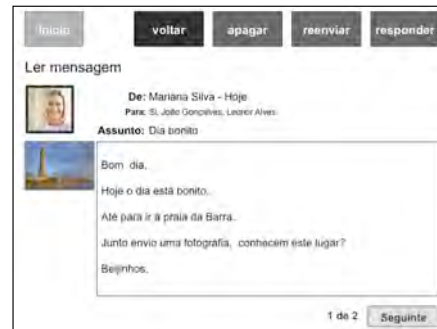 Início voltar apagar reenviar responder
Ler mensagem
De: Mariana Silva - Hoje
Para: Si, João Gonçalves, Leonor Alves
Assunto: Dia bonito
Bom dia,
Hoje o dia está bonito.
Até para ir à praia da Barra.
Junto envio uma fotografia, conhecem este lugar?
Beijinhos,
1 de 2 Seguinte